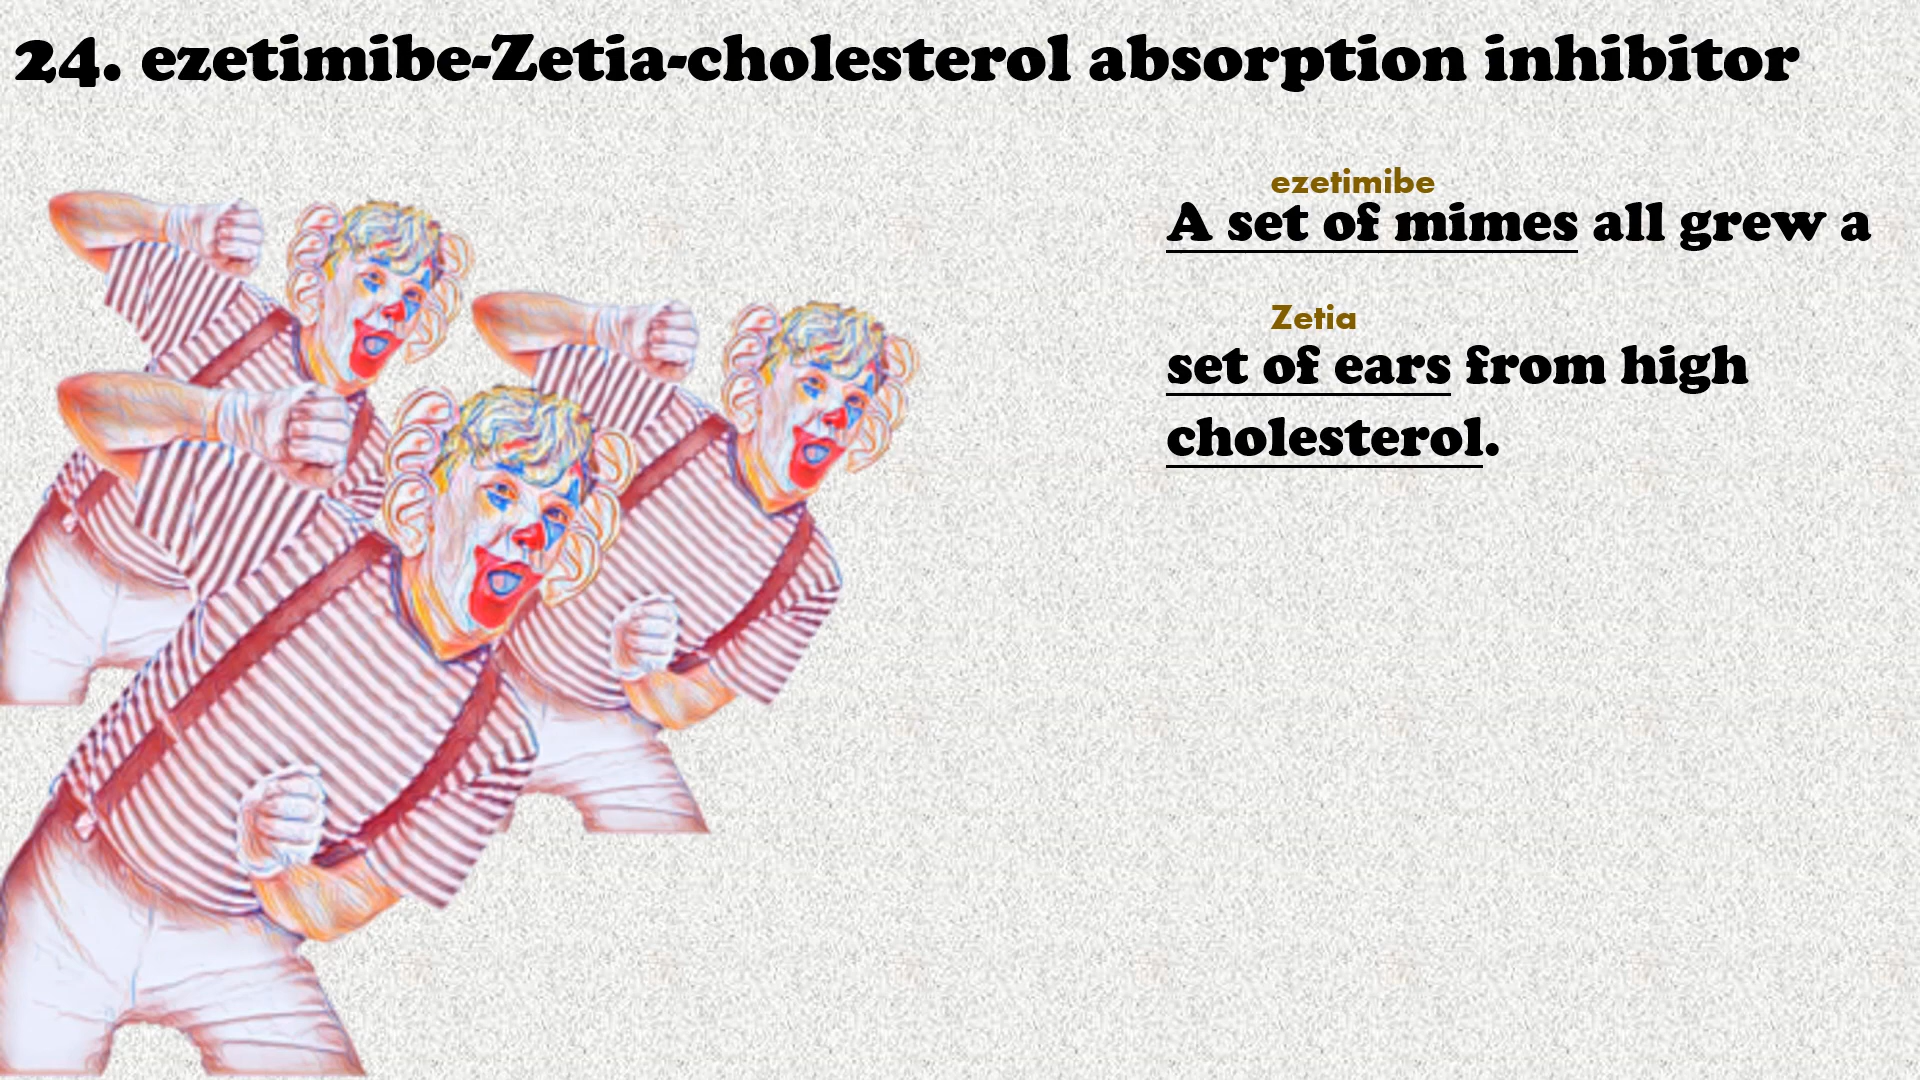 24. ezetimibe-Zetia-cholesterol absorption inhibitor
ezetimibe
A set of mimes all grew a
Zetia
set of ears from high
cholesterol.